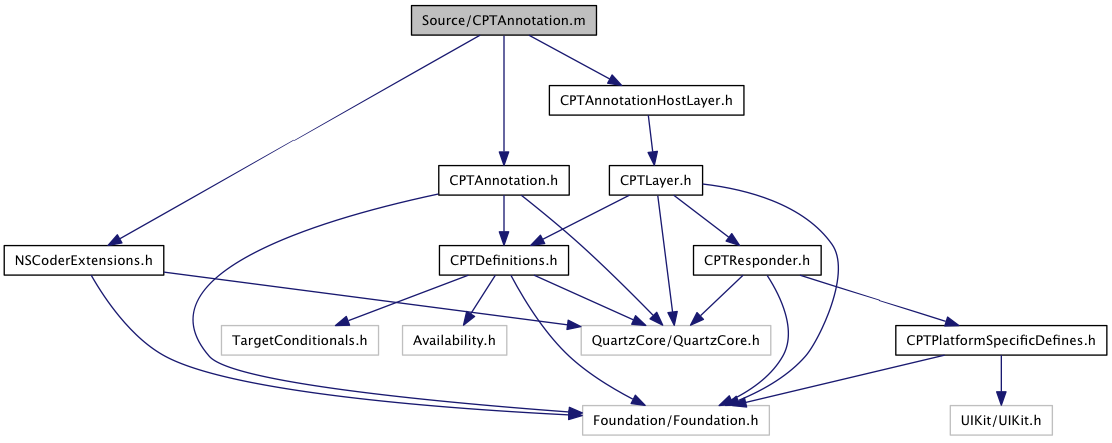 Source/CPTAnnotation.m
CPTAnnotationHostLayer.h
CPTAnnotation.h
CPTLayer.h
NSCoderExtensions.h
CPTDefinitions.h
CPTResponder.h
TargetConditionals.h
Availability.h
QuartzCore/QuartzCore.h
CPTPlatformSpecificDefines.h
Foundation/Foundation.h
UIKit/UIKit.h